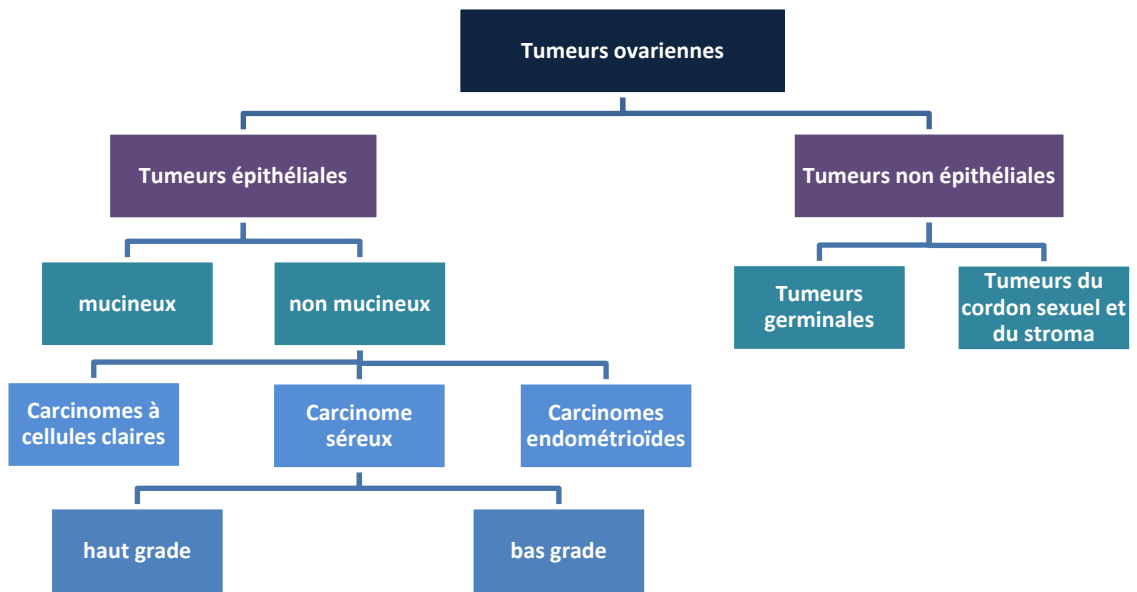 Tumeurs ovariennes
Tumeurs épithéliales
Tumeurs non épithéliales
mucineux
non mucineux
Tumeurs
germinales
Tumeurs du
cordon sexuel et
du stroma
Carcinomes à
cellules claires
Carcinome
séreux
Carcinomes
endométrioïdes
haut grade
bas grade